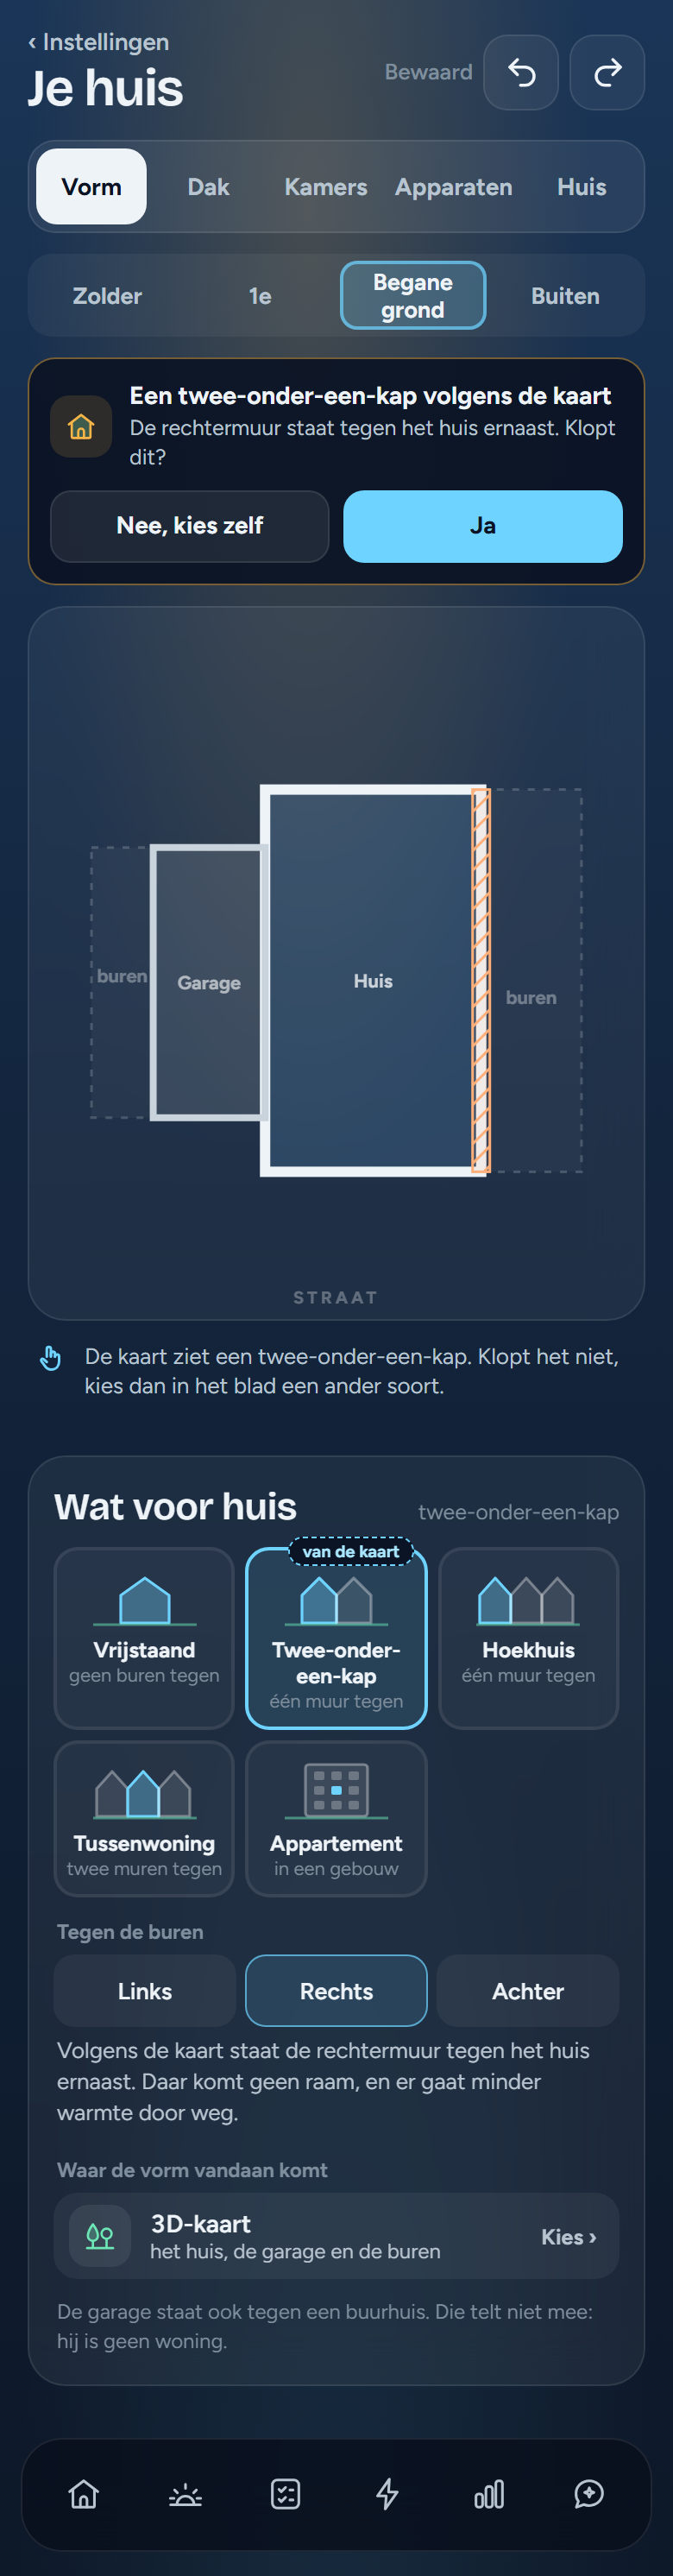 ‹ Instellingen
Je huis
Bewaard
Vorm
Dak
Kamers
Apparaten
Huis
Zolder
1e
Begane
grond
Buiten
Een twee-onder-een-kap volgens de kaart
De rechtermuur staat tegen het huis ernaast. Klopt
dit?
Nee, kies zelf
Ja
buren
Garage
Huis
buren
STRAAT
De kaart ziet een twee-onder-een-kap. Klopt het niet,
kies dan in het blad een ander soort.
Wat voor huis
twee-onder-een-kap
van de kaart
Vrijstaand
geen buren tegen
Twee-onder-
een-kap
één muur tegen
Hoekhuis
één muur tegen
Tussenwoning
twee muren tegen
Appartement
in een gebouw
Tegen de buren
Links
Rechts
Achter
Volgens de kaart staat de rechtermuur tegen het huis
ernaast. Daar komt geen raam, en er gaat minder
warmte door weg.
Waar de vorm vandaan komt
3D-kaart
het huis, de garage en de buren
Kies ›
De garage staat ook tegen een buurhuis. Die telt niet mee:
hij is geen woning.